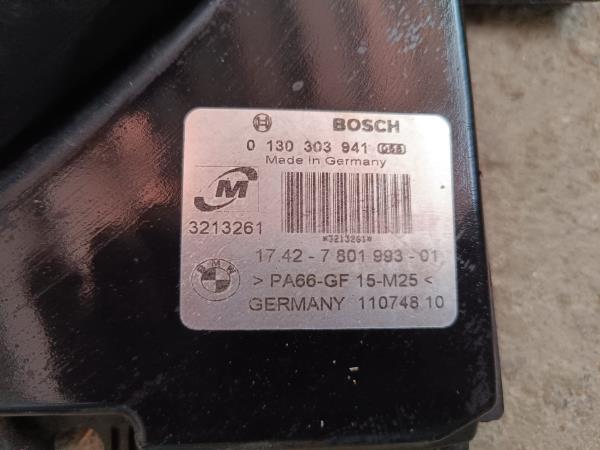 BOSCH
0 130 303 941
Made in Germany
M
3213261
*3213261*
17.42 - 7 801 993 - 01
BMW
> PA66-GF 15-M25 <
GERMANY 110748 10